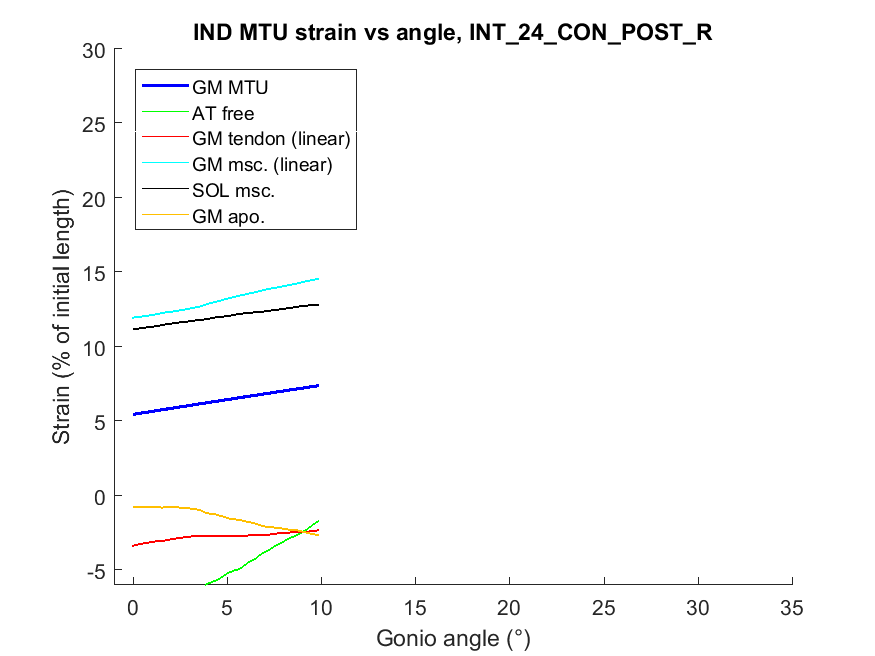 IND MTU strain vs angle, INT_24_CON_POST_R
30
25
20
15
10
5
0
-5
Strain (% of initial length)
GM MTU
AT free
GM tendon (linear)
GM msc. (linear)
SOL msc.
GM apo.
0 5 10 15 20 25 30 35
Gonio angle (°)